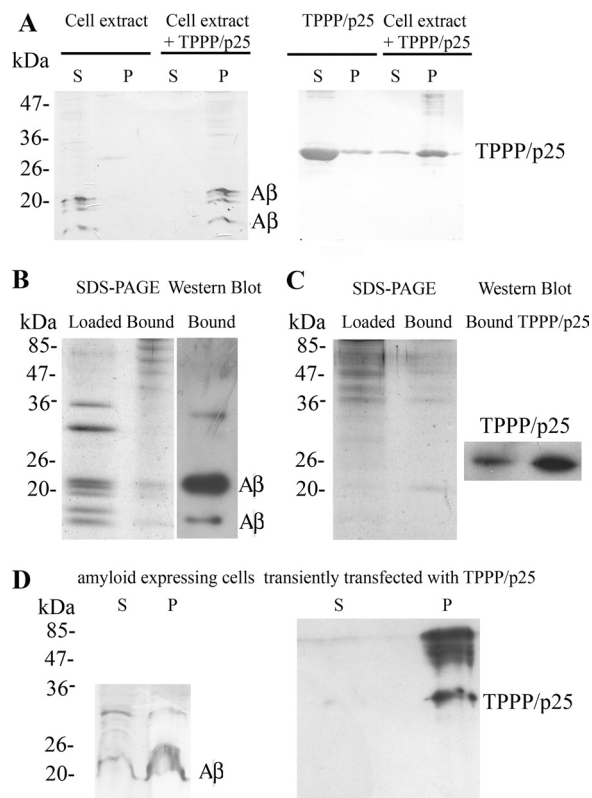 A
Cell extract Cell extract + TPPP/p25 TPPP/p25 Cell extract + TPPP/p25
kDa
S P S P S P S P
47-
36-
26-
20-
Aβ
Aβ
TPPP/p25
B
SDS-PAGE Western Blot
kDa Loaded Bound Bound
85-
47-
36-
26-
20-
Aβ
Aβ
C
SDS-PAGE Western Blot
kDa Loaded Bound Bound TPPP/p25
85-
47-
36-
26-
20-
TPPP/p25
D
amyloid expressing cells transiently transfected with TPPP/p25
kDa S P S P
85-
47-
36-
26-
20-
Aβ
TPPP/p25